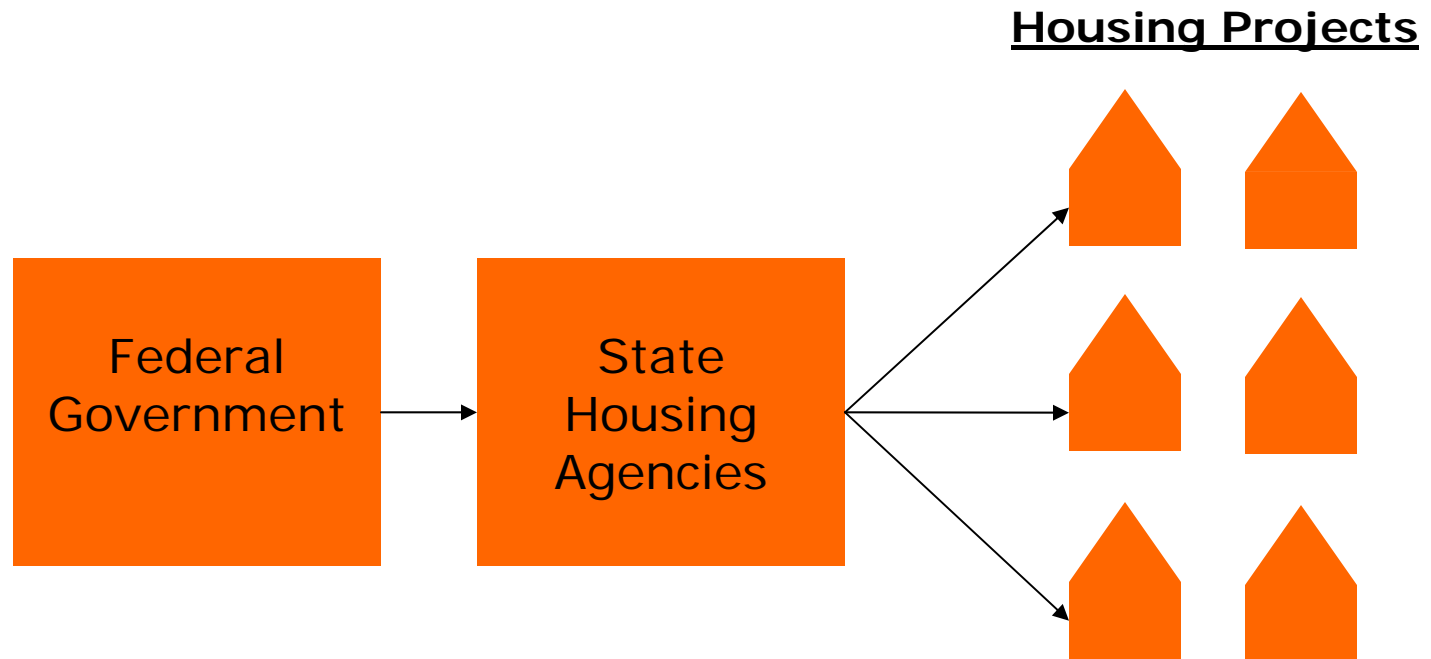 Housing Projects
Federal
Government
State
Housing
Agencies